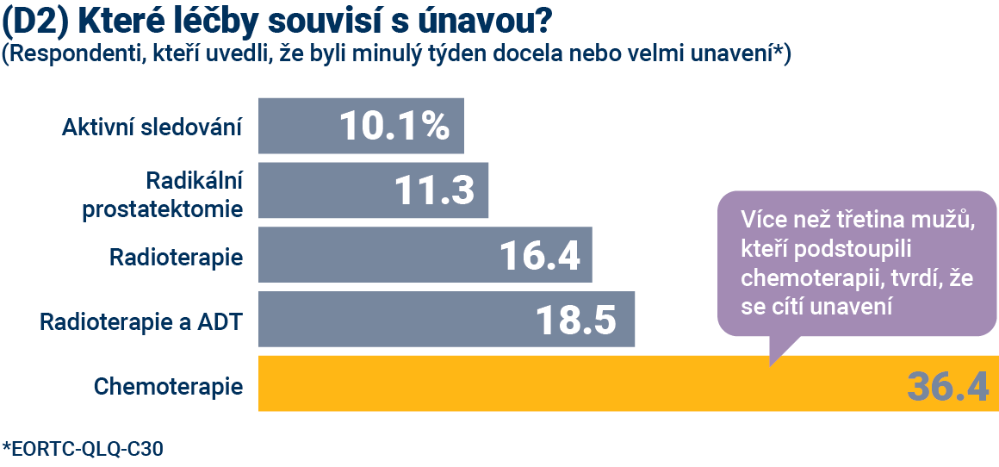 (D2) Které léčby souvisí s únavou?
(Respondenti, kteří uvedli, že byli minulý týden docela nebo velmi unavení*)
Aktivní sledování
10.1%
Radikální
prostatektomie
11.3
Radioterapie
16.4
Radioterapie a ADT
18.5
Více než třetina mužů,
kteří podstoupili
chemoterapii, tvrdí, že
se cítí unavení
Chemoterapie
36.4
*EORTC-QLQ-C30